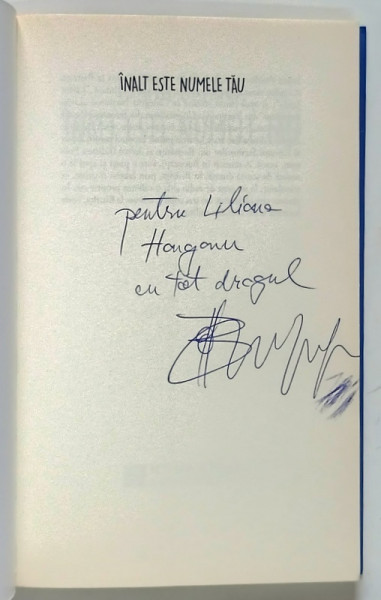 ÎNALT ESTE NUMELE TĂU
pentru Liliana
Hanganu
cu tot dragul